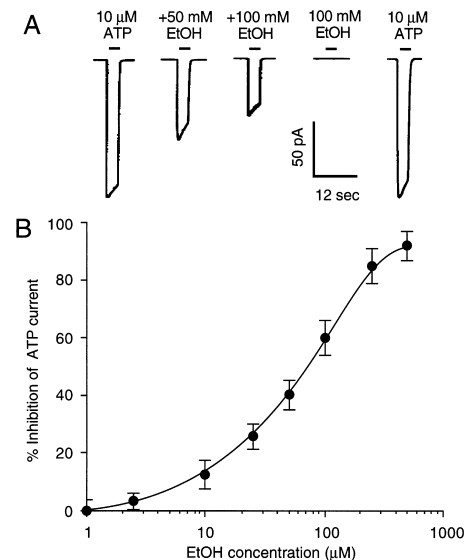 A
10 μM +50 mM +100 mM 100 mM 10 μM
ATP EtOH EtOH EtOH ATP
50 pA
12 sec
B
% Inhibition of ATP current
100
80
60
40
20
0
1 10 100 1000
EtOH concentration (μM)